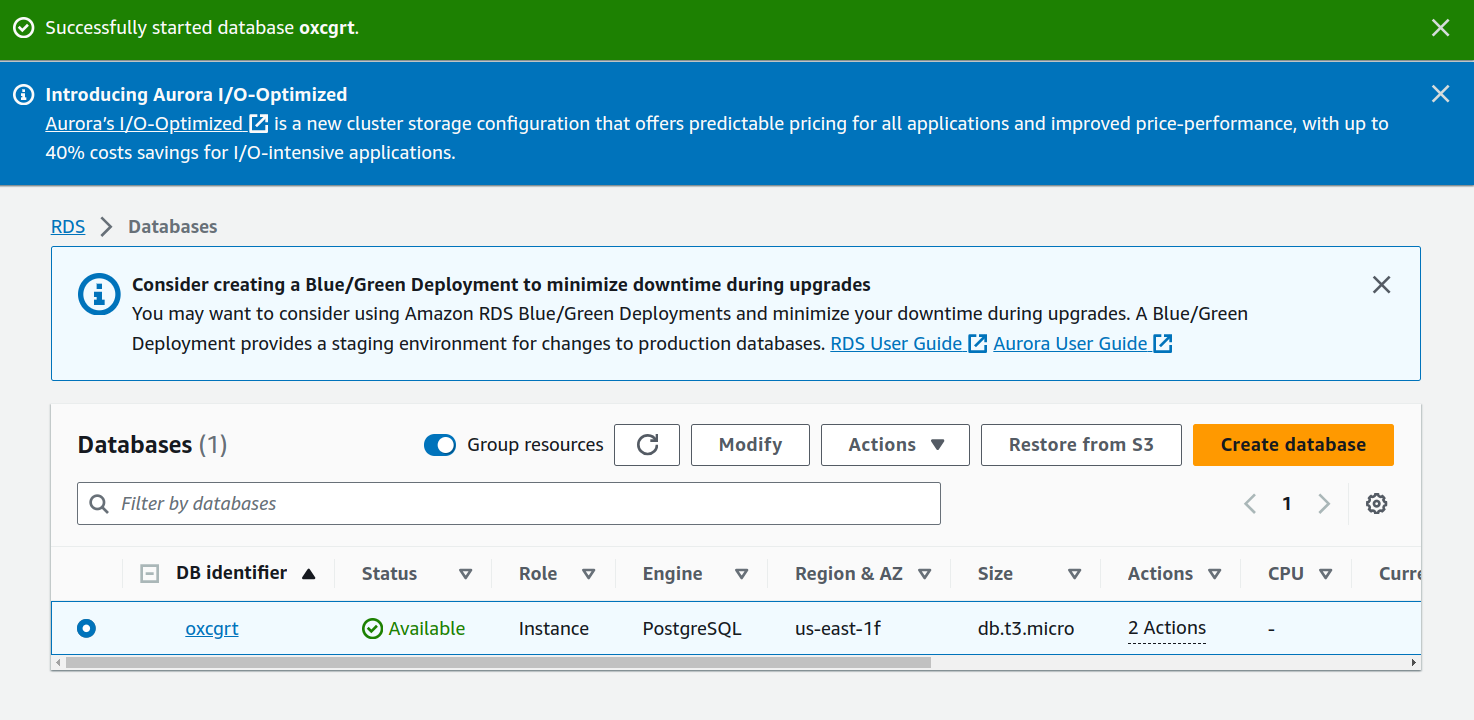 Successfully started database oxcgrt.
Introducing Aurora I/O-Optimized
Aurora's I/O-Optimized is a new cluster storage configuration that offers predictable pricing for all applications and improved price-performance, with up to
40% costs savings for I/O-intensive applications.
RDS Databases
Consider creating a Blue/Green Deployment to minimize downtime during upgrades
You may want to consider using Amazon RDS Blue/Green Deployments and minimize your downtime during upgrades. A Blue/Green
Deployment provides a staging environment for changes to production databases. RDS User Guide Aurora User Guide
Databases (1) Group resources Modify Actions Restore from S3 Create database
Filter by databases 1
DB identifier Status Role Engine Region & AZ Size Actions CPU Curre
oxcgrt Available Instance PostgreSQL us-east-1f db.t3.micro 2 Actions -